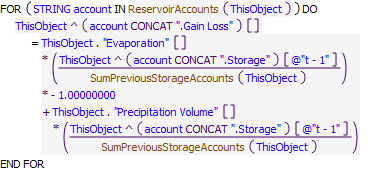 FOR ( STRING account IN ReservoirAccounts ( ThisObject ) ) DO
ThisObject ^ ( account CONCAT ".Gain Loss" ) [ ]
= ThisObject . "Evaporation" [ ]
* ( ThisObject ^ ( account CONCAT ".Storage" ) [ @"t - 1" ]
SumPreviousStorageAccounts ( ThisObject ) )
* - 1.00000000
+ ThisObject . "Precipitation Volume" [ ]
* ( ThisObject ^ ( account CONCAT ".Storage" ) [ @"t - 1" ]
SumPreviousStorageAccounts ( ThisObject ) )
END FOR